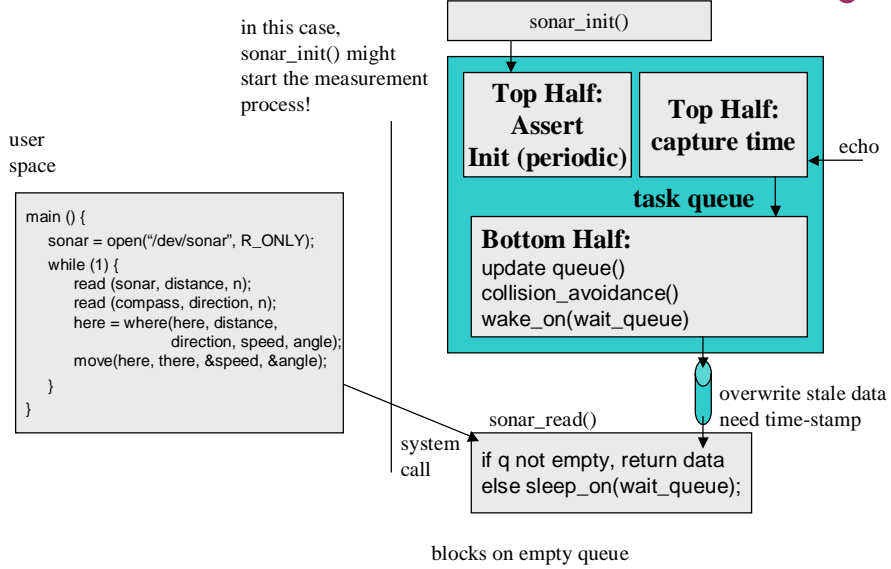 in this case,
sonar_init() might
start the measurement
process!
sonar_init()
Top Half:
Assert
Init (periodic)
Top Half:
capture time
echo
task queue
Bottom Half:
update queue()
collision_avoidance()
wake_on(wait_queue)
user
space
main () {
sonar = open(“/dev/sonar”, R_ONLY);
while (1) {
read (sonar, distance, n);
read (compass, direction, n);
here = where(here, distance,
direction, speed, angle);
move(here, there, &speed, &angle);
}
}
overwrite stale data
need time-stamp
system
call
sonar_read()
if q not empty, return data
else sleep_on(wait_queue);
blocks on empty queue